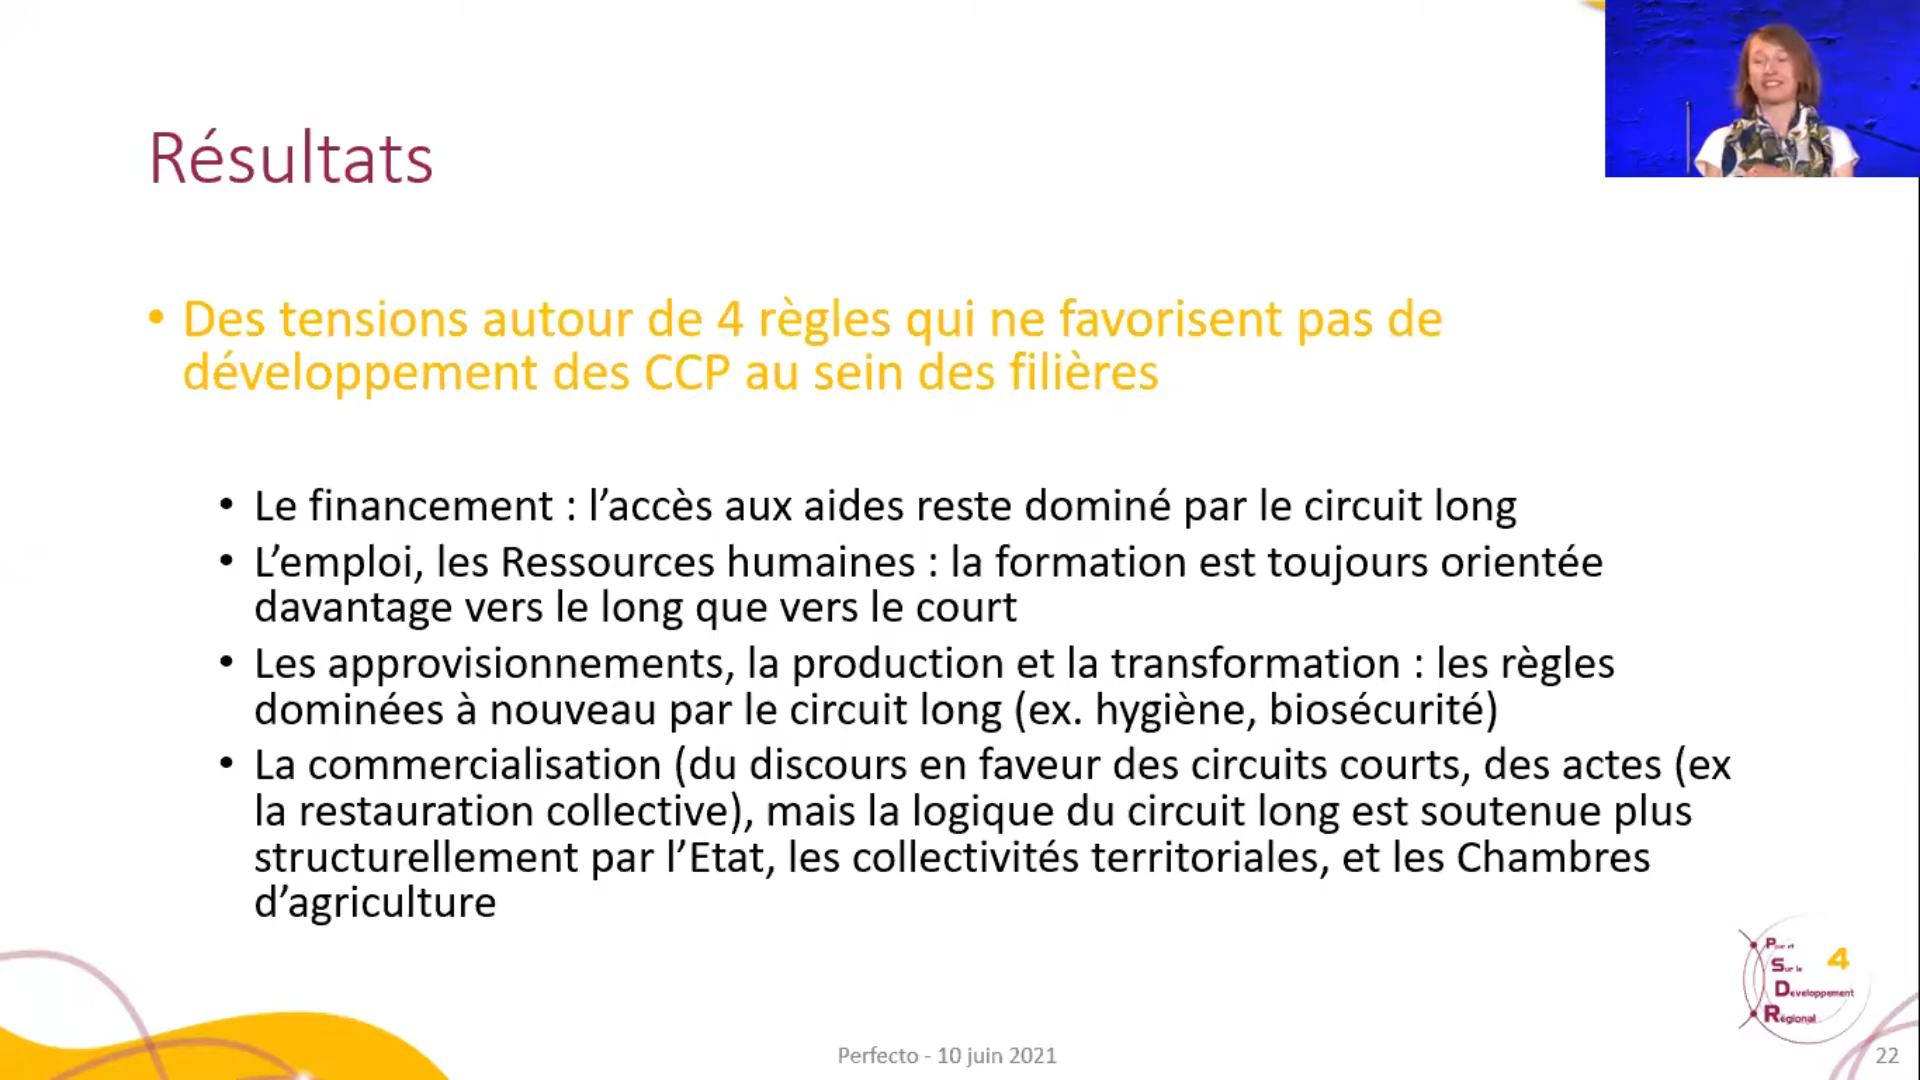 Résultats
• Des tensions autour de 4 règles qui ne favorisent pas de
développement des CCP au sein des filières
• Le financement : l’accès aux aides reste dominé par le circuit long
• L’emploi, les Ressources humaines : la formation est toujours orientée
davantage vers le long que vers le court
• Les approvisionnements, la production et la transformation : les règles
dominées à nouveau par le circuit long (ex. hygiène, biosécurité)
• La commercialisation (du discours en faveur des circuits courts, des actes (ex
la restauration collective), mais la logique du circuit long est soutenue plus
structurellement par l’Etat, les collectivités territoriales, et les Chambres
d’agriculture
Pour et
Sur le 4
Développement
Régional
Perfecto - 10 juin 2021
22